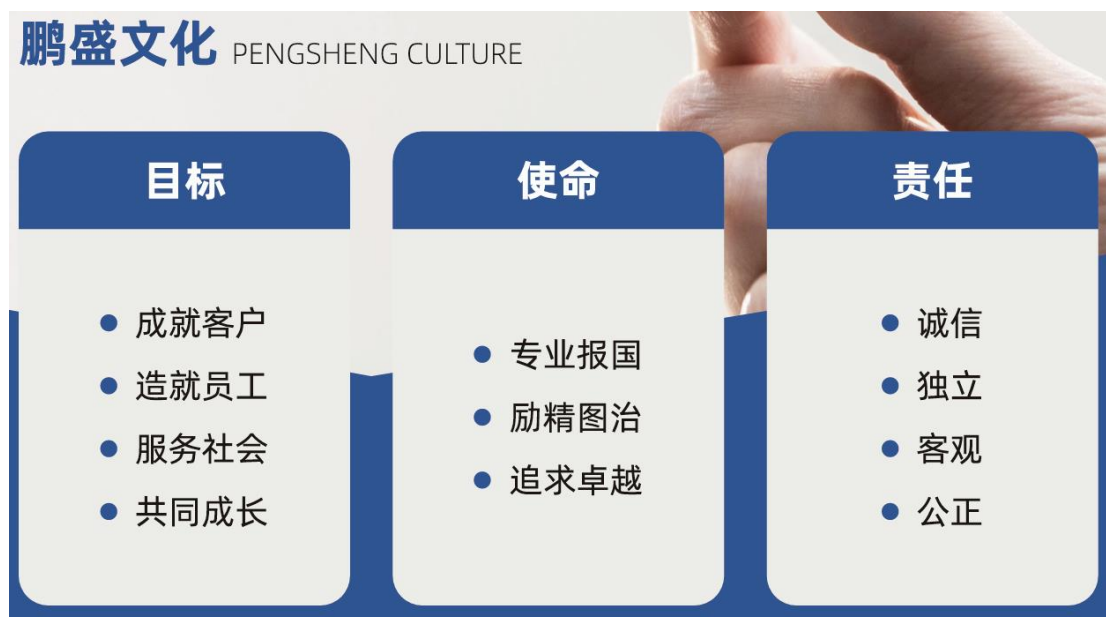 鹏盛文化 PENGSHENG CULTURE
目标
成就客户
造就员工
服务社会
共同成长
使命
专业报国
励精图治
追求卓越
责任
诚信
独立
客观
公正